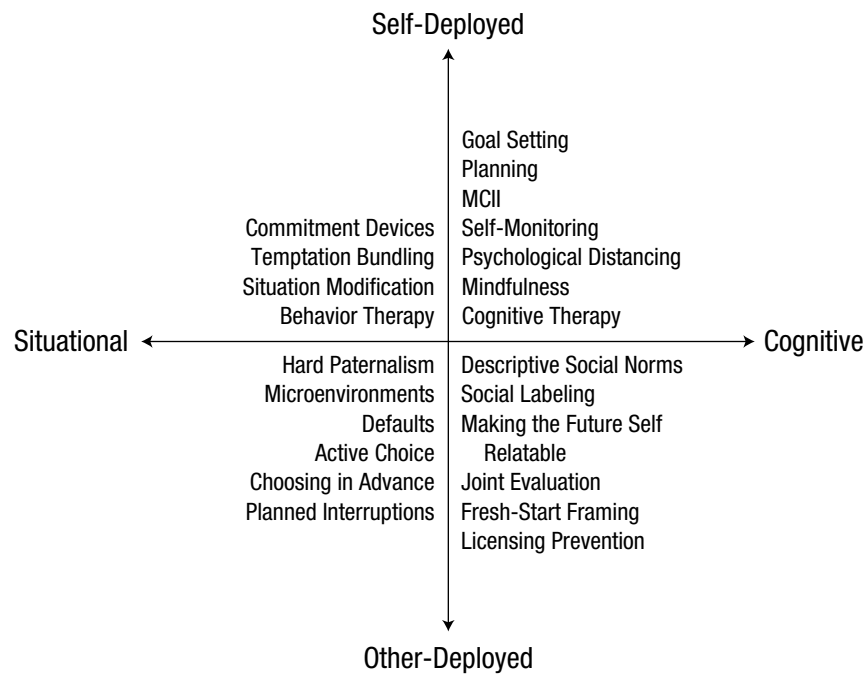 Self-Deployed
Goal Setting
Planning
MCII
Commitment Devices
Self-Monitoring
Temptation Bundling
Psychological Distancing
Situation Modification
Mindfulness
Behavior Therapy
Cognitive Therapy
Situational
Cognitive
Hard Paternalism
Descriptive Social Norms
Microenvironments
Social Labeling
Defaults
Making the Future Self
Active Choice
Relatable
Choosing in Advance
Joint Evaluation
Planned Interruptions
Fresh-Start Framing
Licensing Prevention
Other-Deployed